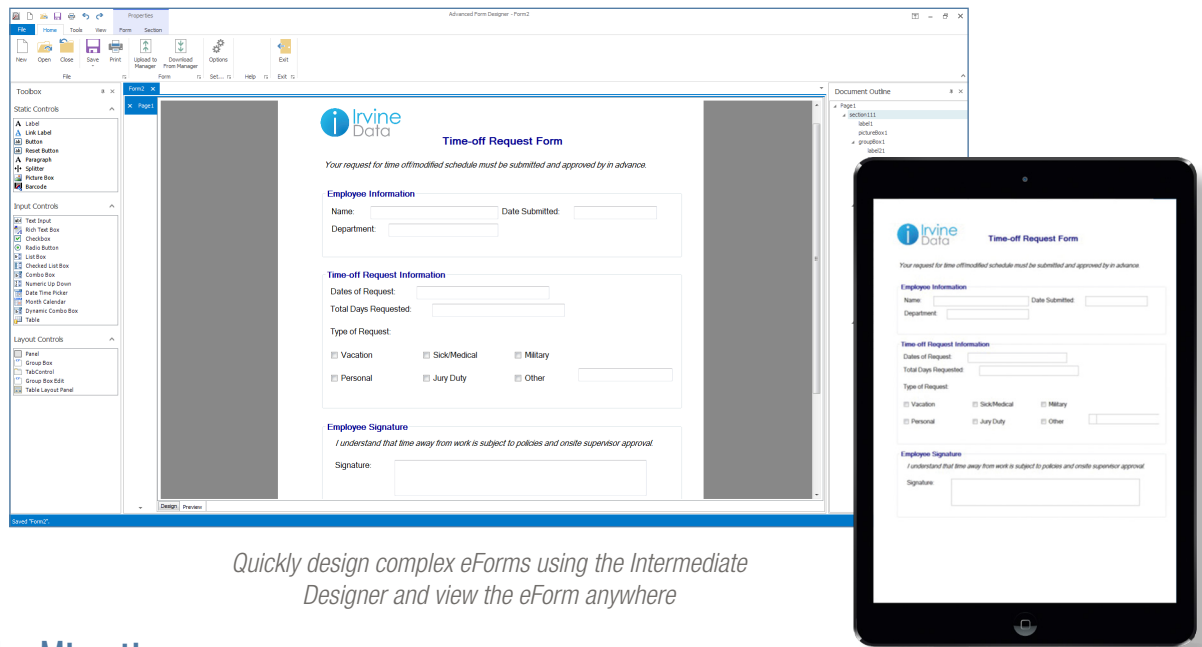 Properties
Advanced Form Designer - Form2
File Home Tools View Form Section
New Open Close Save Print Upload to Manager Download From Manager Options Exit
File Form Set... Help Exit
Toolbox
Static Controls
A Label
A Link Label
Button
Reset Button
A Paragraph
Splitter
Picture Box
Barcode
Input Controls
Text Input
Rich Text Box
Checkbox
Radio Button
List Box
Checked List Box
Combo Box
Numeric Up Down
Date Time Picker
Month Calendar
Dynamic Combo Box
Table
Layout Controls
Panel
Group Box
TabControl
Group Box Edit
Table Layout Panel
Form2
Page1
Irvine
Data
Time-off Request Form
Your request for time off/modified schedule must be submitted and approved by in advance.
Employee Information
Name: Date Submitted:
Department:
Time-off Request Information
Dates of Request:
Total Days Requested:
Type of Request:
Vacation Sick/Medical Military
Personal Jury Duty Other
Employee Signature
I understand that time away from work is subject to policies and onsite supervisor approval.
Signature:
Design Preview
Saved "Form2".
Document Outline
Page1
section111
label1
pictureBox1
groupBox1
label21
Irvine
Data
Time-off Request Form
Your request for time off/modified schedule must be submitted and approved by in advance.
Employee Information
Name: Date Submitted:
Department:
Time-off Request Information
Dates of Request:
Total Days Requested:
Type of Request:
Vacation Sick/Medical Military
Personal Jury Duty Other
Employee Signature
I understand that time away from work is subject to policies and onsite supervisor approval.
Signature:
Quickly design complex eForms using the Intermediate
Designer and view the eForm anywhere